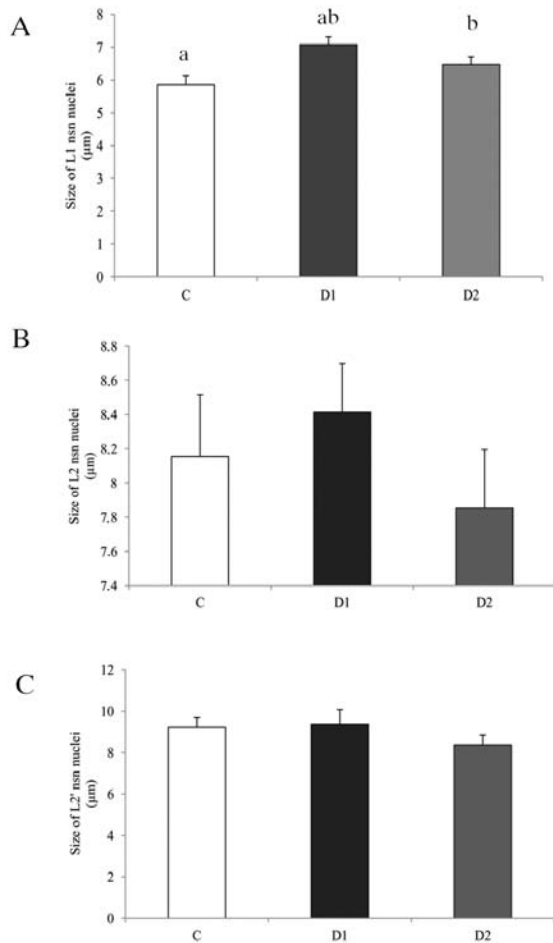 A
a
ab
b
Size of L1 nsn nuclei
(µm)
8
7
6
5
4
3
2
1
0
C
D1
D2
B
Size of L2 nsn nuclei
(µm)
8.8
8.6
8.4
8.2
8
7.8
7.6
7.4
C
D1
D2
C
Size of L2' nsn nuclei
(µm)
12
10
8
6
4
2
0
C
D1
D2